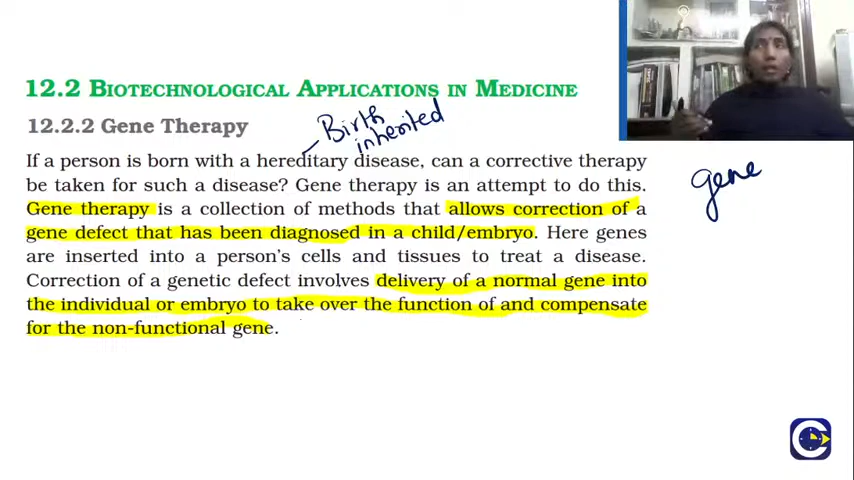 12.2 BIOTECHNOLOGICAL APPLICATIONS IN MEDICINE
12.2.2 Gene Therapy
Birth
inherited
If a person is born with a hereditary disease, can a corrective therapy
be taken for such a disease? Gene therapy is an attempt to do this.
Gene therapy is a collection of methods that allows correction of a
gene defect that has been diagnosed in a child/embryo. Here genes
are inserted into a person's cells and tissues to treat a disease.
Correction of a genetic defect involves delivery of a normal gene into
the individual or embryo to take over the function of and compensate
for the non-functional gene.
gene